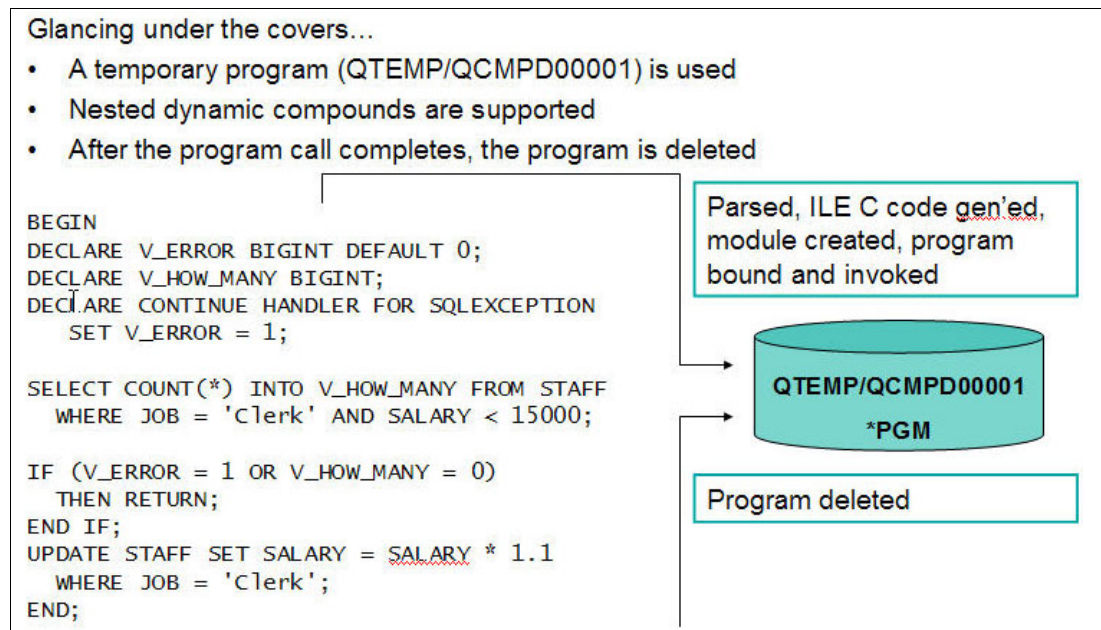 Glancing under the covers…
• A temporary program (QTEMP/QCMPD00001) is used
• Nested dynamic compounds are supported
• After the program call completes, the program is deleted
BEGIN
DECLARE V_ERROR BIGINT DEFAULT 0;
DECLARE V_HOW_MANY BIGINT;
DECLARE CONTINUE HANDLER FOR SQLEXCEPTION
SET V_ERROR = 1;
SELECT COUNT(*) INTO V_HOW_MANY FROM STAFF
WHERE JOB = 'Clerk' AND SALARY < 15000;
IF (V_ERROR = 1 OR V_HOW_MANY = 0)
THEN RETURN;
END IF;
UPDATE STAFF SET SALARY = SALARY * 1.1
WHERE JOB = 'Clerk';
END;
Parsed, ILE C code gen'ed,
module created, program
bound and invoked
QTEMP/QCMPD00001
*PGM
Program deleted